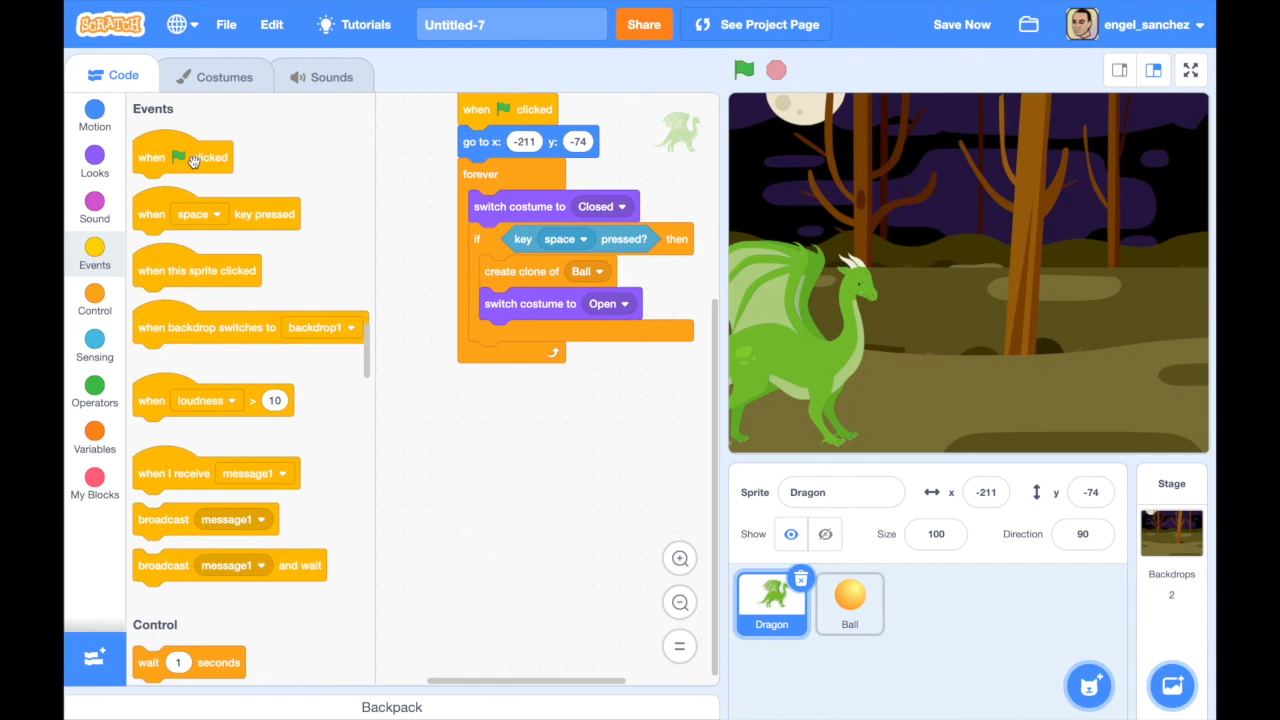 SCRATCH File Edit Tutorials Untitled-7 Share See Project Page Save Now engel_sanchez
Code Costumes Sounds
Motion
Looks
Sound
Events
Control
Sensing
Operators
Variables
My Blocks
Events
when clicked
when space key pressed
when this sprite clicked
when backdrop switches to backdrop1
when loudness > 10
when I receive message1
broadcast message1
broadcast message1 and wait
Control
wait 1 seconds
when clicked
go to x: -211 y: -74
forever
switch costume to Closed
if key space pressed? then
create clone of Ball
switch costume to Open
Sprite Dragon x -211 y -74
Show Size 100 Direction 90
Dragon
Ball
Stage
Backdrops
2
Backpack